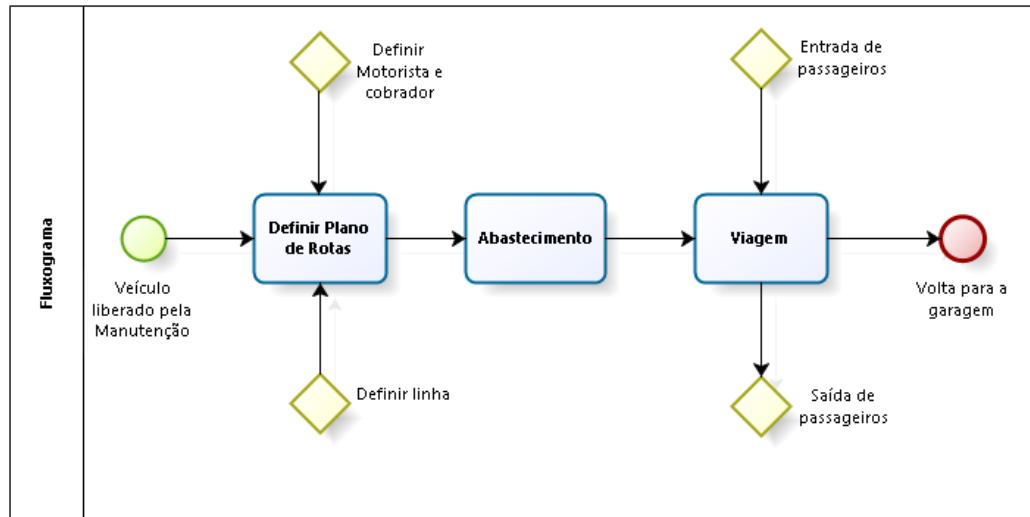 Fluxograma
Definir
Motorista e
cobrador
Entrada de
passageiros
Definir Plano
de Rotas
Abastecimento
Viagem
Veículo
liberado pela
Manutenção
Volta para a
garagem
Definir linha
Saída de
passageiros